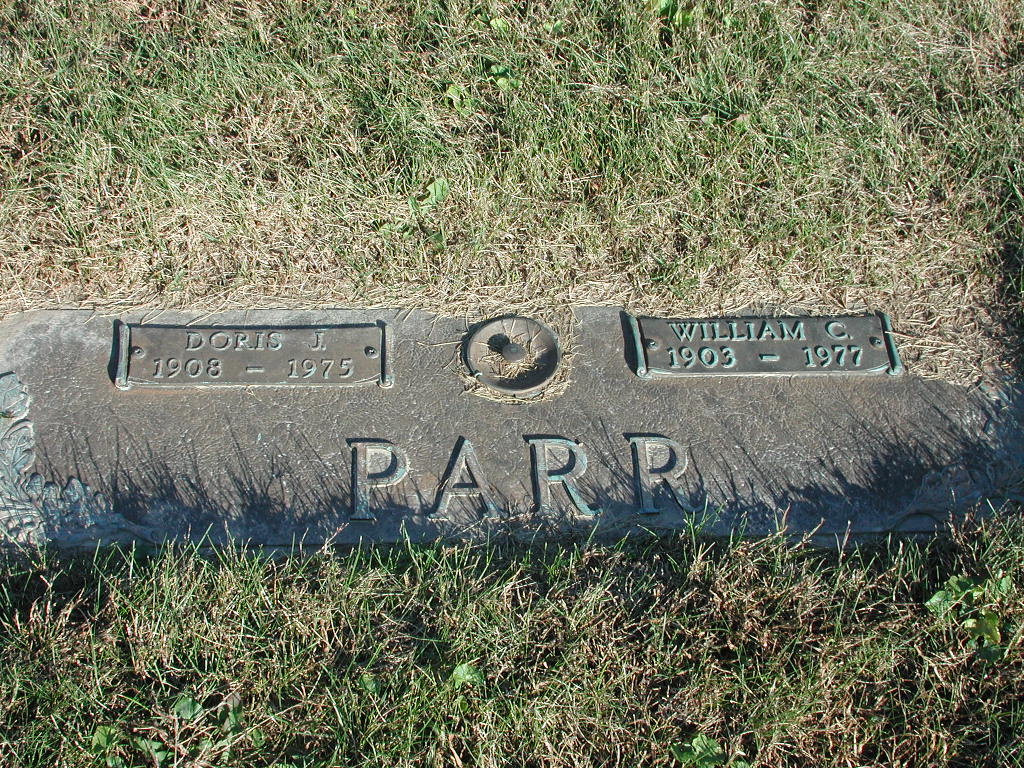 DORIS J.
1908 - 1975
WILLIAM C.
1903 - 1977
PARR